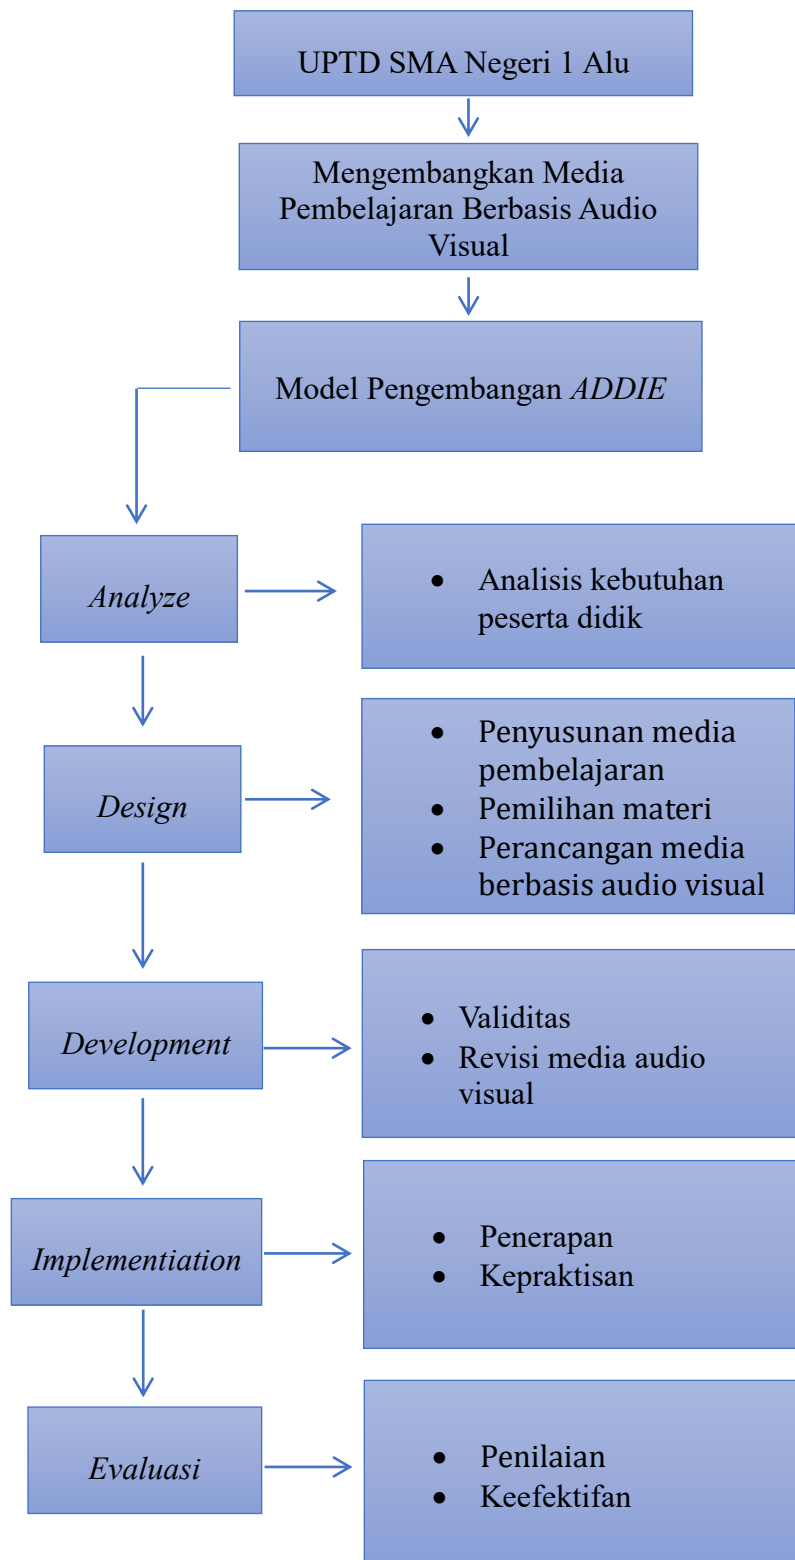 UPTD SMA Negeri 1 Alu
Mengembangkan Media
Pembelajaran Berbasis Audio
Visual
Model Pengembangan ADDIE
Analyze
• Analisis kebutuhan
peserta didik
Design
• Penyusunan media
pembelajaran
• Pemilihan materi
• Perancangan media
berbasis audio visual
Development
• Validitas
• Revisi media audio
visual
Implementiation
• Penerapan
• Kepraktisan
Evaluasi
• Penilaian
• Keefektifan